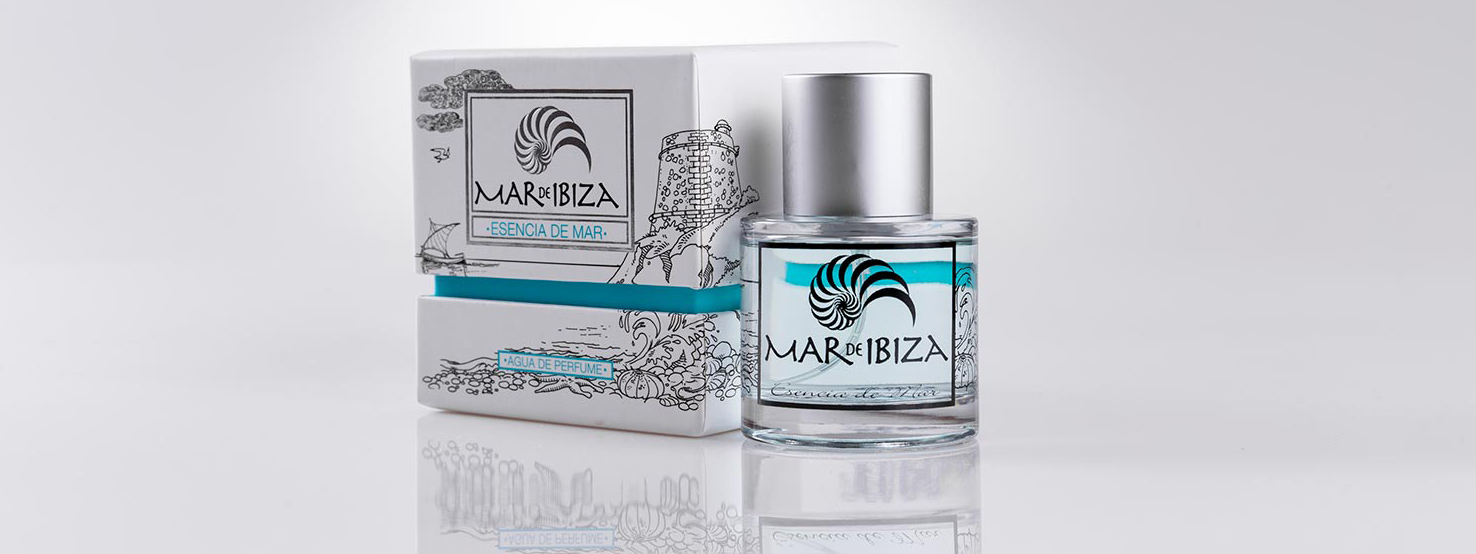 MAR DE IBIZA
·ESENCIA DE MAR·
·AGUA DE PERFUME·
MAR DE IBIZA
Esencia de Mar